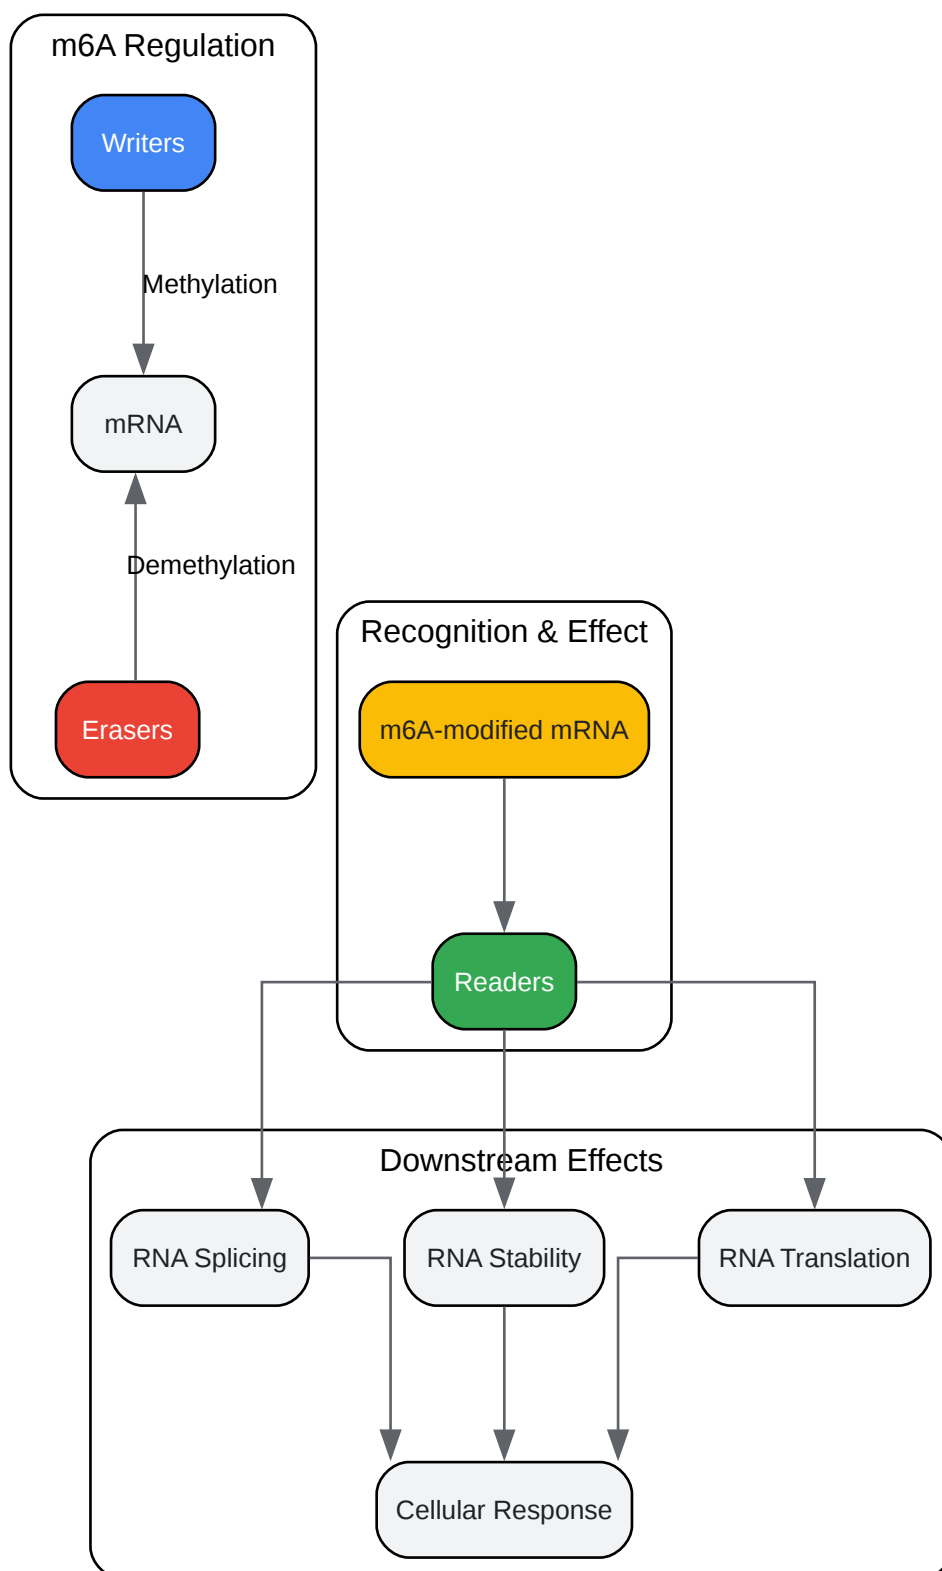 m6A Regulation
Writers
Methylation
mRNA
Demethylation
Erasers
Recognition & Effect
m6A-modified mRNA
Readers
Downstream Effects
RNA Splicing
RNA Stability
RNA Translation
Cellular Response